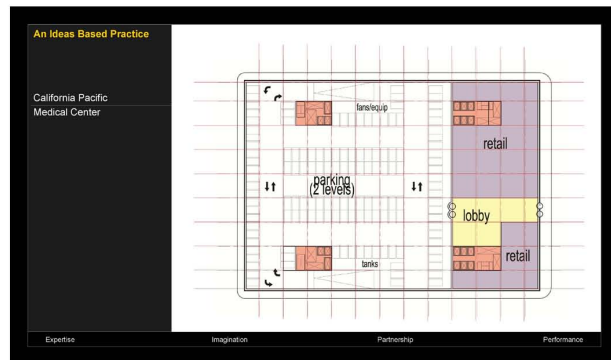 An Ideas Based Practice
California Pacific
Medical Center
fans/equip
retail
parking
(2 levels)
lobby
retail
tanks
Expertise
Imagination
Partnership
Performance